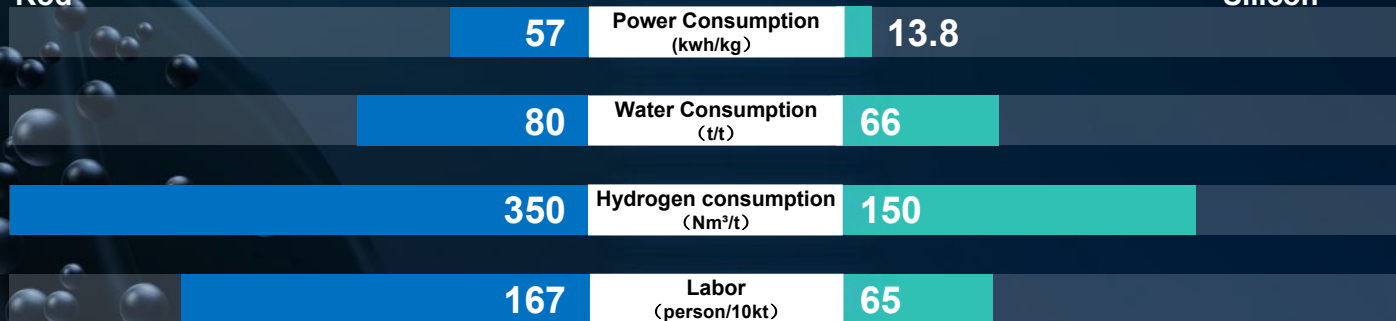 57 Power Consumption 13.8
(kwh/kg）
80 Water Consumption 66
（t/t）
350 Hydrogen consumption 150
（Nm³/t）
167 Labor 65
（person/10kt）